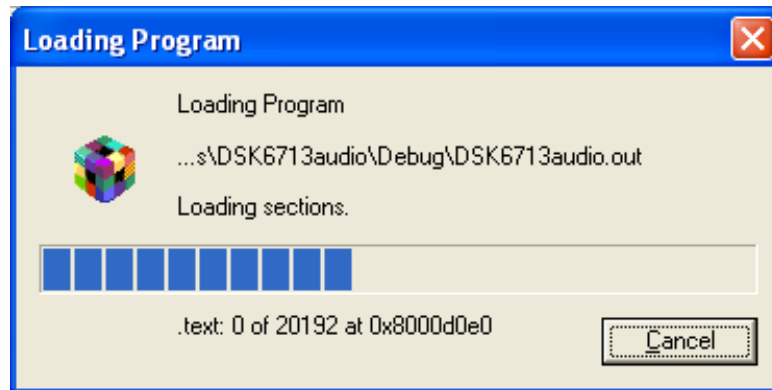 Loading Program
Loading Program
...s\DSK6713audio\Debug\DSK6713audio.out
Loading sections.
.text: 0 of 20192 at 0x8000d0e0
Cancel